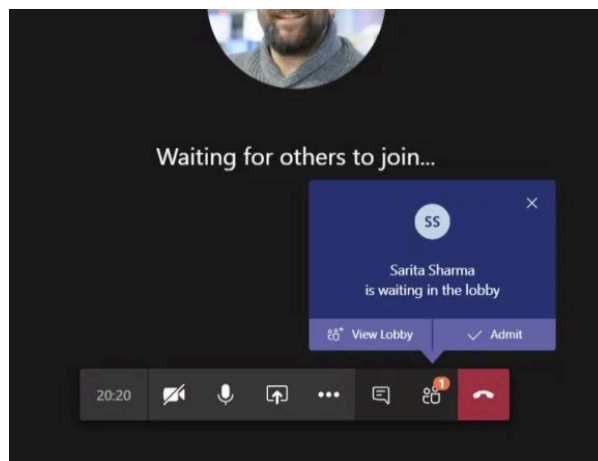 Waiting for others to join...
SS
Sarita Sharma
is waiting in the lobby
View Lobby
Admit
1
20:20